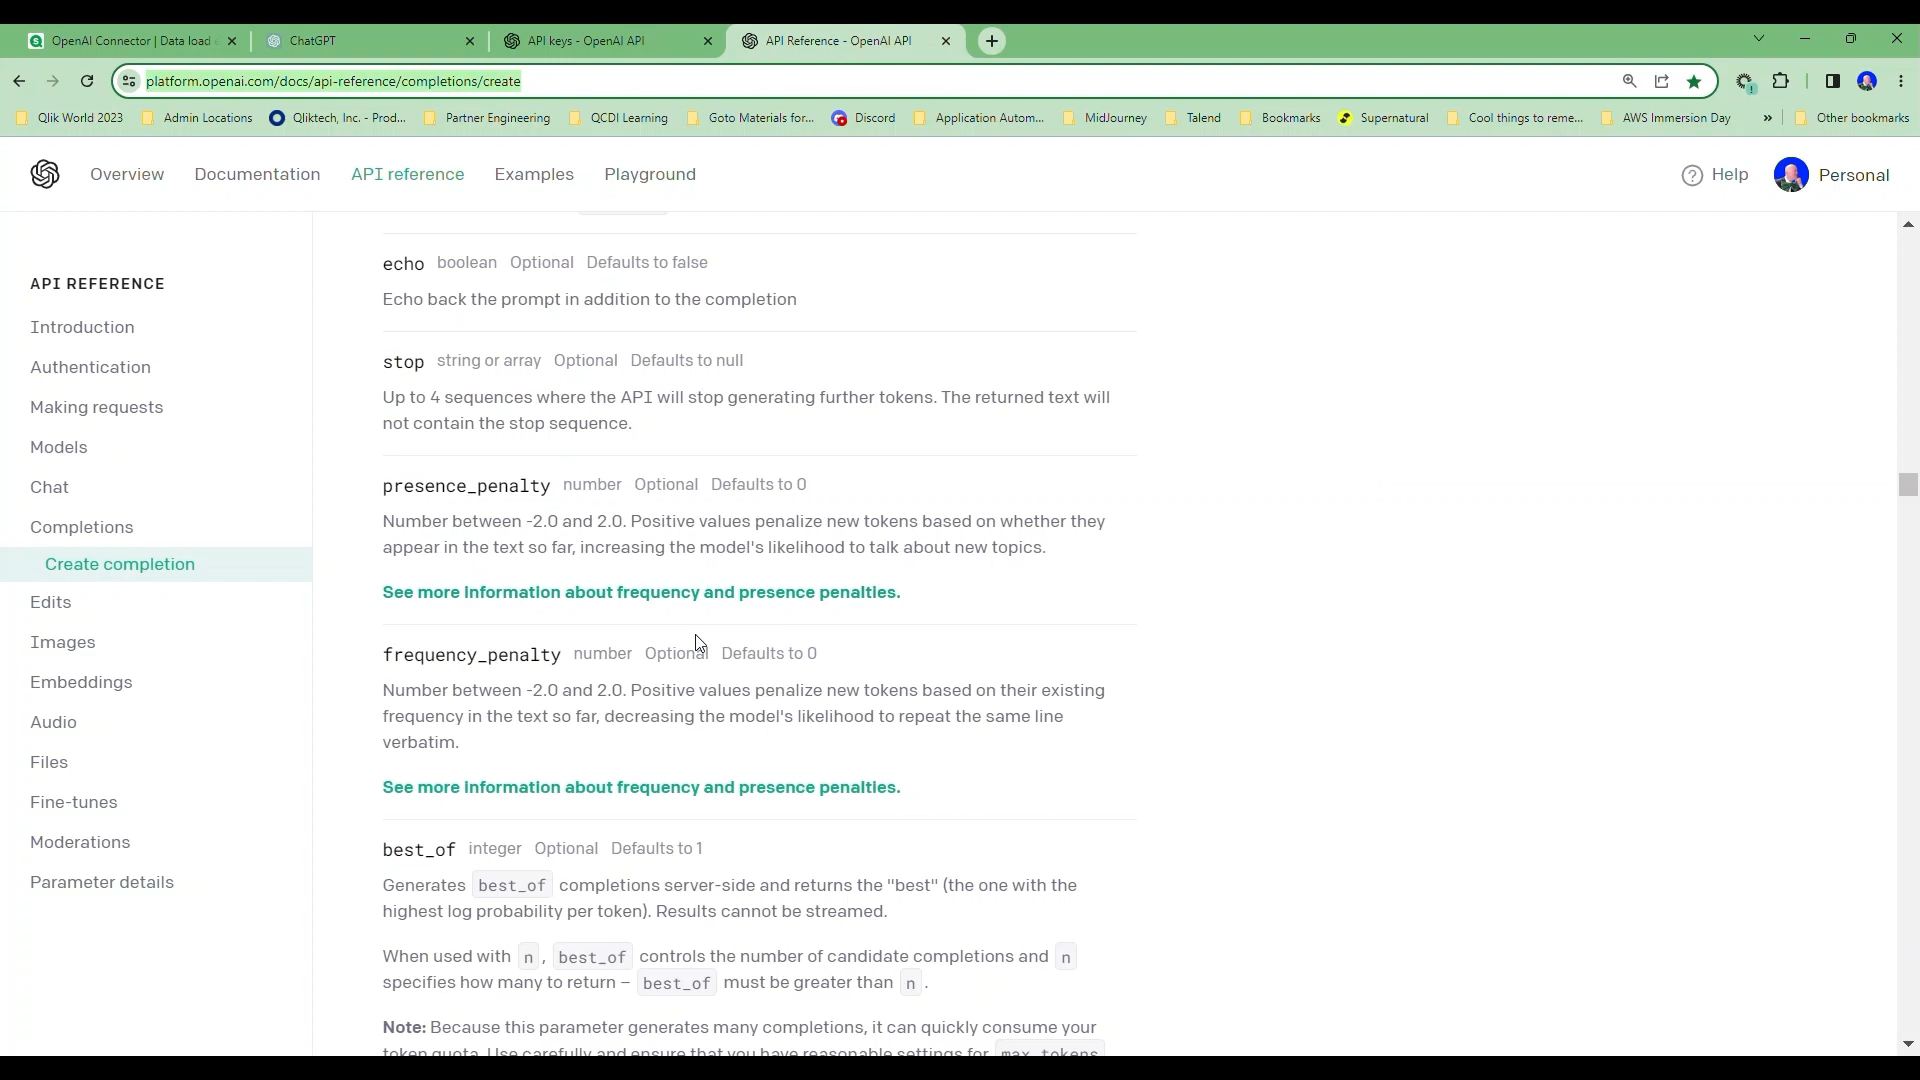 OpenAI Connector | Data load
ChatGPT
API keys - OpenAI API
API Reference - OpenAI API
platform.openai.com/docs/api-reference/completions/create
Qlik World 2023
Admin Locations
Qliktech, Inc. - Prod...
Partner Engineering
QCDI Learning
Goto Materials for...
Discord
Application Autom...
MidJourney
Talend
Bookmarks
Supernatural
Cool things to reme...
AWS Immersion Day
»
Other bookmarks
Overview
Documentation
API reference
Examples
Playground
Help
Personal
API REFERENCE
Introduction
Authentication
Making requests
Models
Chat
Completions
Create completion
Edits
Images
Embeddings
Audio
Files
Fine-tunes
Moderations
Parameter details
echo boolean Optional Defaults to false
Echo back the prompt in addition to the completion
stop string or array Optional Defaults to null
Up to 4 sequences where the API will stop generating further tokens. The returned text will
not contain the stop sequence.
presence_penalty number Optional Defaults to 0
Number between -2.0 and 2.0. Positive values penalize new tokens based on whether they
appear in the text so far, increasing the model's likelihood to talk about new topics.
See more information about frequency and presence penalties.
frequency_penalty number Optional Defaults to 0
Number between -2.0 and 2.0. Positive values penalize new tokens based on their existing
frequency in the text so far, decreasing the model's likelihood to repeat the same line
verbatim.
See more information about frequency and presence penalties.
best_of integer Optional Defaults to 1
Generates best_of completions server-side and returns the "best" (the one with the
highest log probability per token). Results cannot be streamed.
When used with n, best_of controls the number of candidate completions and n
specifies how many to return – best_of must be greater than n.
Note: Because this parameter generates many completions, it can quickly consume your
token quota. Use carefully and ensure that you have reasonable settings for max_tokens